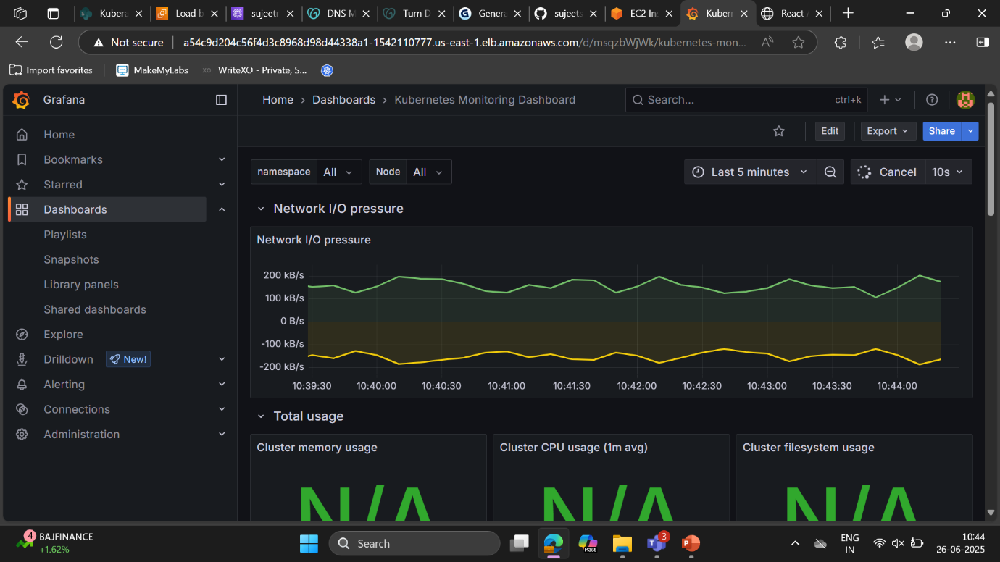 Kubera
Load b
sujeetr
DNS M
Turn D
Genera
sujeets
EC2 In
Kubern
React A
Not secure
a54c9d204c56f4d3c8968d98d44338a1-1542110777.us-east-1.elb.amazonaws.com/d/msqzbWjWk/kubernetes-mon...
Import favorites
MakeMyLabs
WriteXO - Private, S...
Grafana
Home › Dashboards › Kubernetes Monitoring Dashboard
Search...
ctrl+k
Edit
Export
Share
Home
Bookmarks
Starred
Dashboards
Playlists
Snapshots
Library panels
Shared dashboards
Explore
Drilldown
New!
Alerting
Connections
Administration
namespace All
Node All
Last 5 minutes
Cancel
10s
Network I/O pressure
Network I/O pressure
200 kB/s
100 kB/s
0 B/s
-100 kB/s
-200 kB/s
10:39:30 10:40:00 10:40:30 10:41:00 10:41:30 10:42:00 10:42:30 10:43:00 10:43:30 10:44:00
Total usage
Cluster memory usage
Cluster CPU usage (1m avg)
Cluster filesystem usage
N/A
N/A
N/A
4
BAJFINANCE
+1.62%
Search
M365
3
ENG
IN
10:44
26-06-2025